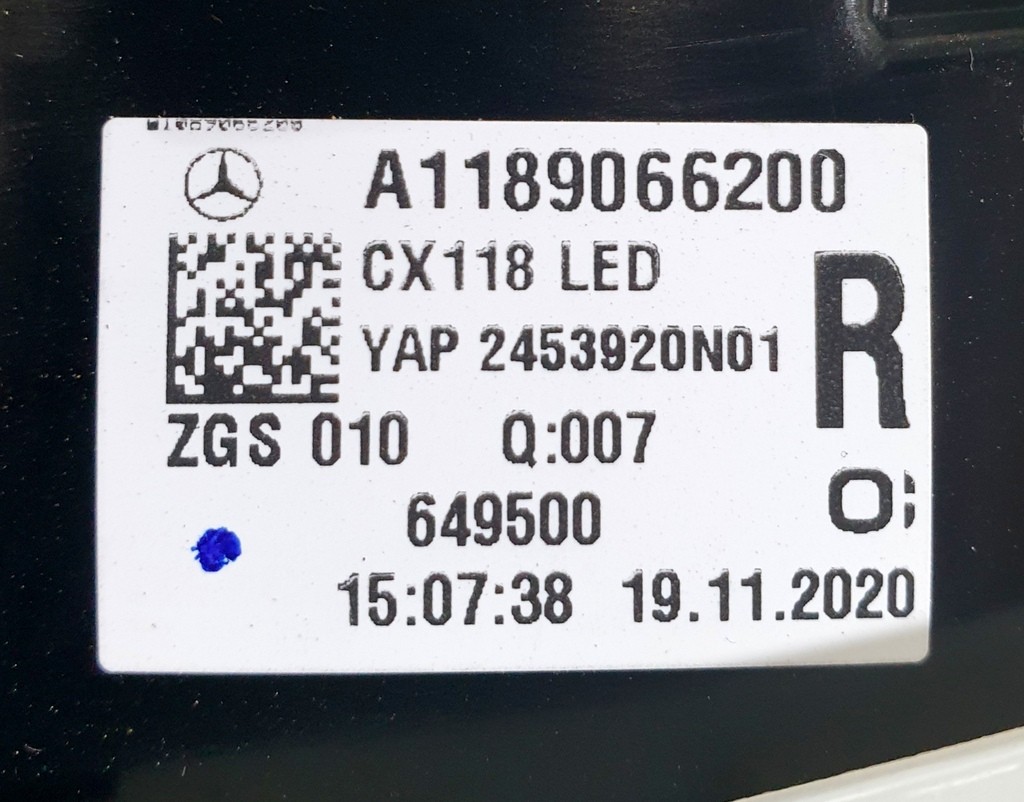 A1189066200
CX118 LED
R
YAP 2453920N01
ZGS 010 Q:007
649500
15:07:38 19.11.2020